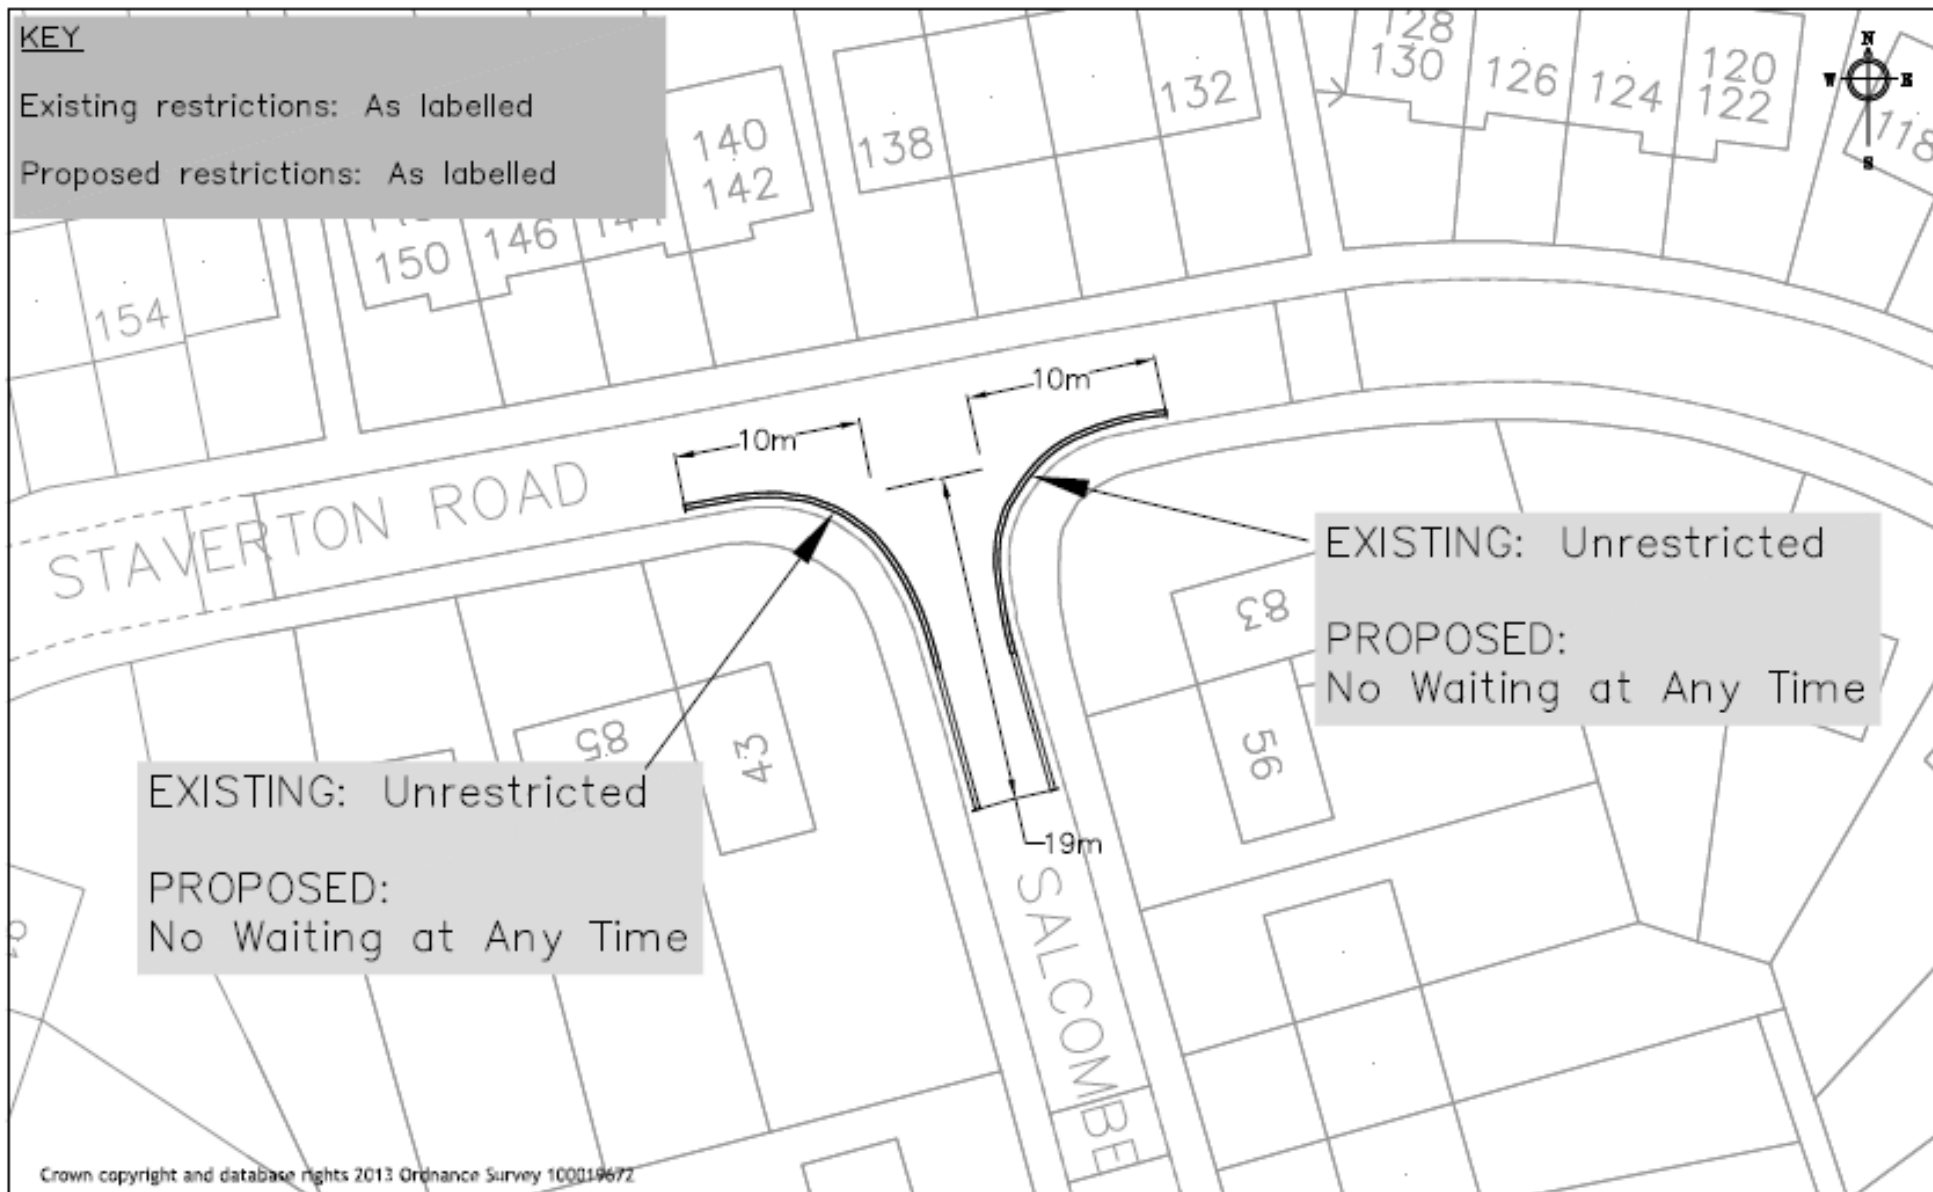 KEY
Existing restrictions: As labelled
Proposed restrictions: As labelled
N
W E
S
128
130
126
124
120
122
118
132
138
140
142
146
150
154
10m
10m
STAVERTON ROAD
EXISTING: Unrestricted
PROPOSED:
No Waiting at Any Time
83
56
85
43
EXISTING: Unrestricted
PROPOSED:
No Waiting at Any Time
19m
SALCOMBE
Crown copyright and database rights 2013 Ordnance Survey 100019672